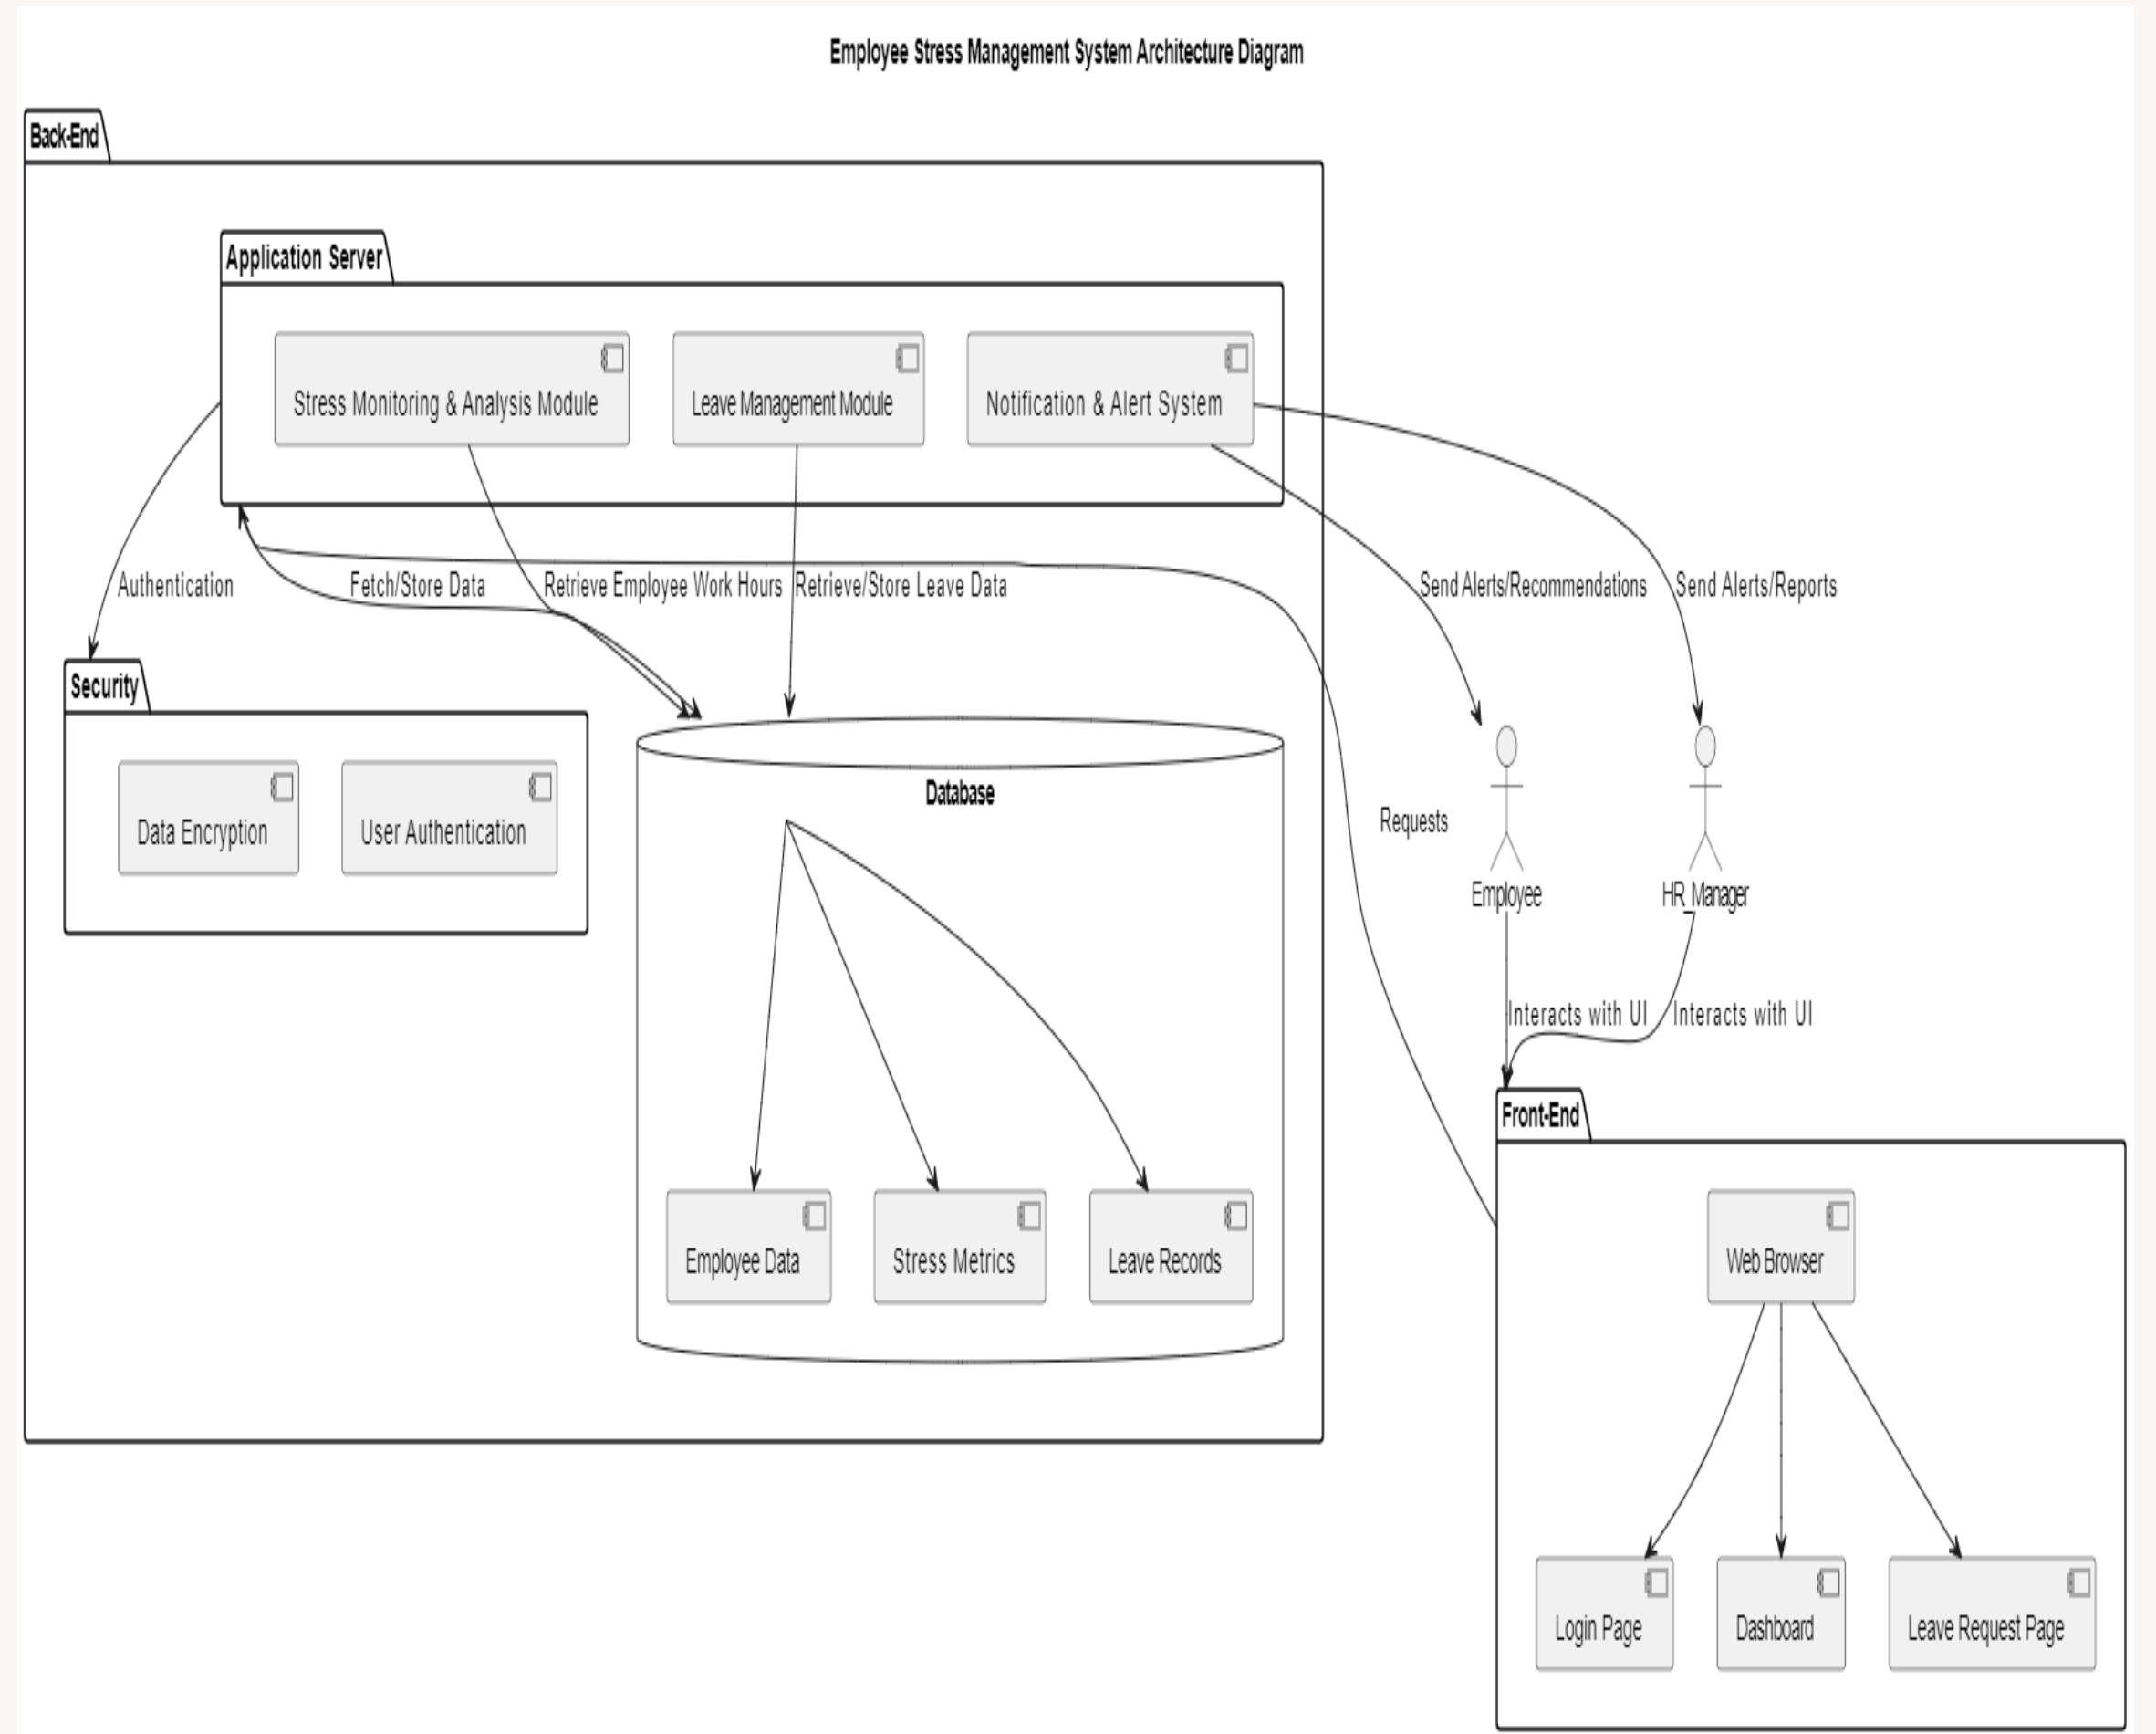 Employee Stress Management System Architecture Diagram
Back-End
Application Server
Stress Monitoring & Analysis Module
Leave Management Module
Notification & Alert System
Authentication
Fetch/Store Data
Retrieve Employee Work Hours
Retrieve/Store Leave Data
Send Alerts/Recommendations
Send Alerts/Reports
Security
Data Encryption
User Authentication
Database
Requests
Employee
HR_Manager
Interacts with UI
Interacts with UI
Front-End
Employee Data
Stress Metrics
Leave Records
Web Browser
Login Page
Dashboard
Leave Request Page